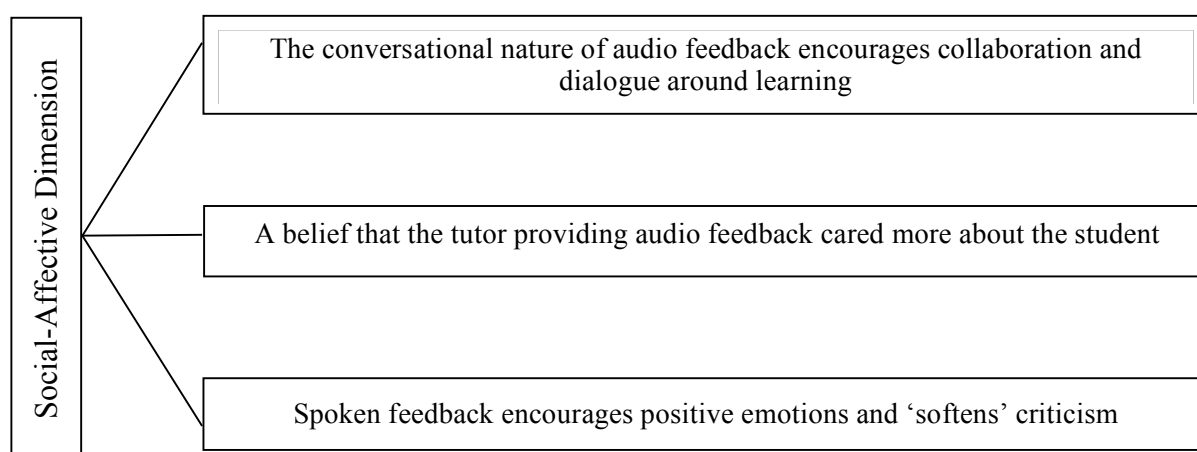 Social-Affective Dimension
The conversational nature of audio feedback encourages collaboration and
dialogue around learning
A belief that the tutor providing audio feedback cared more about the student
Spoken feedback encourages positive emotions and ‘softens’ criticism